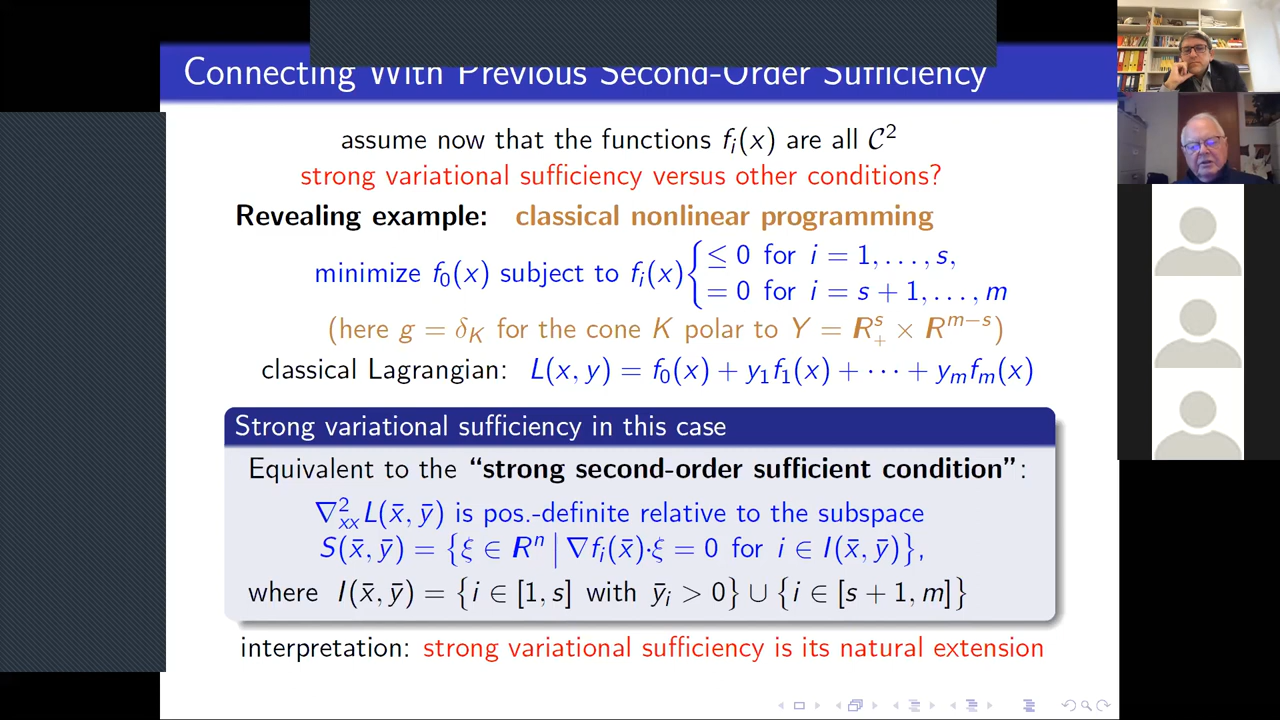 Connecting With Previous Second-Order Sufficiency
assume now that the functions fᵢ(x) are all 𝒞²
strong variational sufficiency versus other conditions?
Revealing example: classical nonlinear programming
minimize f₀(x) subject to fᵢ(x) { ≤ 0 for i = 1, . . . , s,
= 0 for i = s + 1, . . . , m
(here g = δ_K for the cone K polar to Y = R₊ˢ × Rᵐ⁻ˢ)
classical Lagrangian: L(x, y) = f₀(x) + y₁f₁(x) + · · · + yₘfₘ(x)
Strong variational sufficiency in this case
Equivalent to the “strong second-order sufficient condition”:
∇²ₓₓL(x̄, ȳ) is pos.-definite relative to the subspace
S(x̄, ȳ) = {ξ ∈ Rⁿ | ∇fᵢ(x̄)·ξ = 0 for i ∈ I(x̄, ȳ)},
where I(x̄, ȳ) = {i ∈ [1, s] with ȳᵢ > 0} ∪ {i ∈ [s + 1, m]}
interpretation: strong variational sufficiency is its natural extension